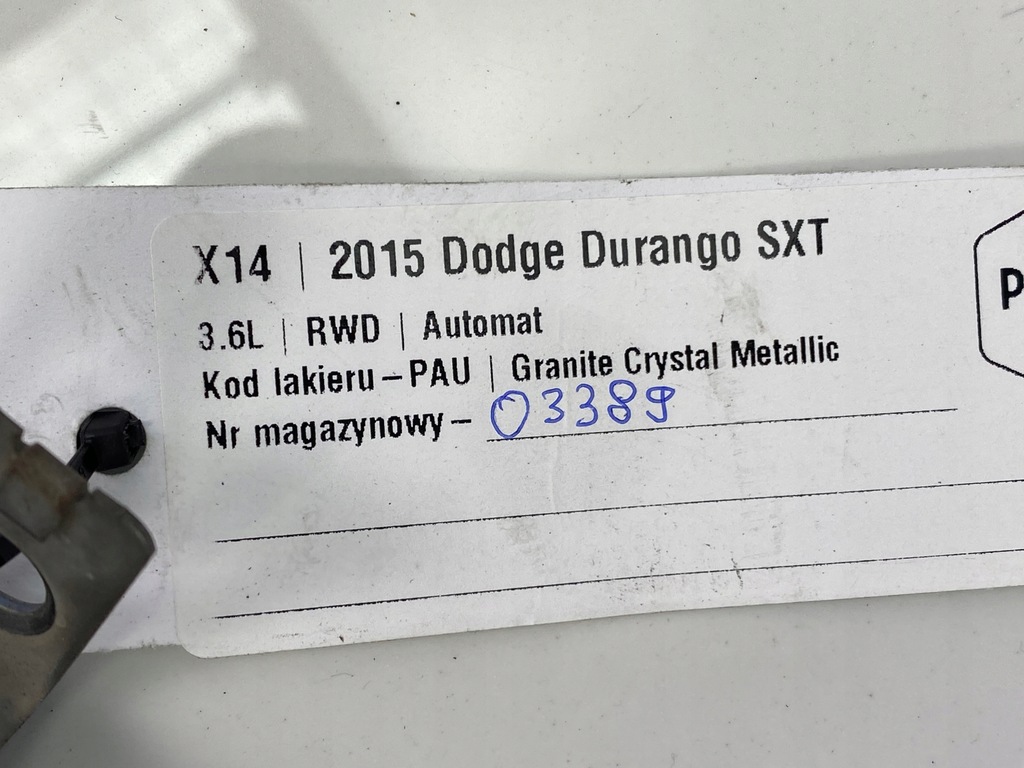 X14 | 2015 Dodge Durango SXT
3.6L | RWD | Automat
Kod lakieru – PAU | Granite Crystal Metallic
Nr magazynowy – 03389
P